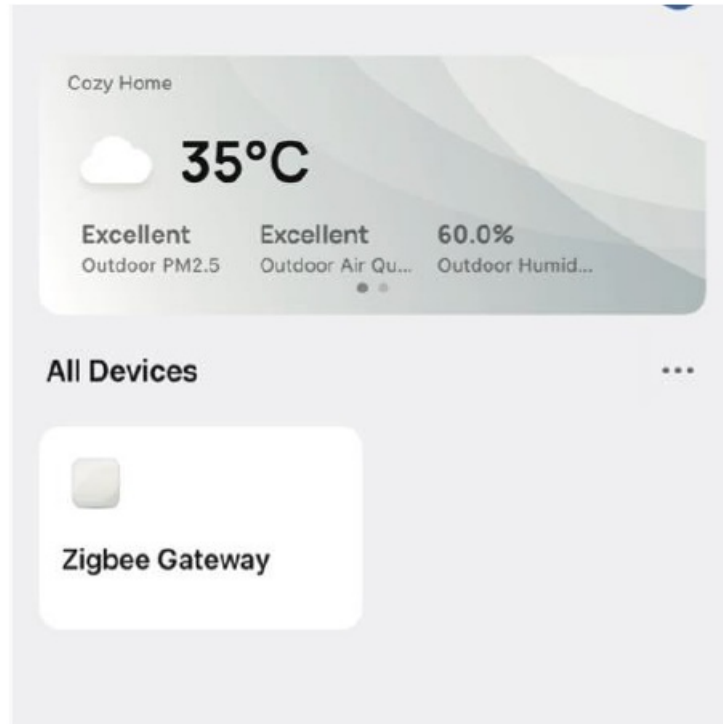 Cozy Home
35°C
Excellent Excellent 60.0%
Outdoor PM2.5 Outdoor Air Qu... Outdoor Humid...
All Devices
Zigbee Gateway